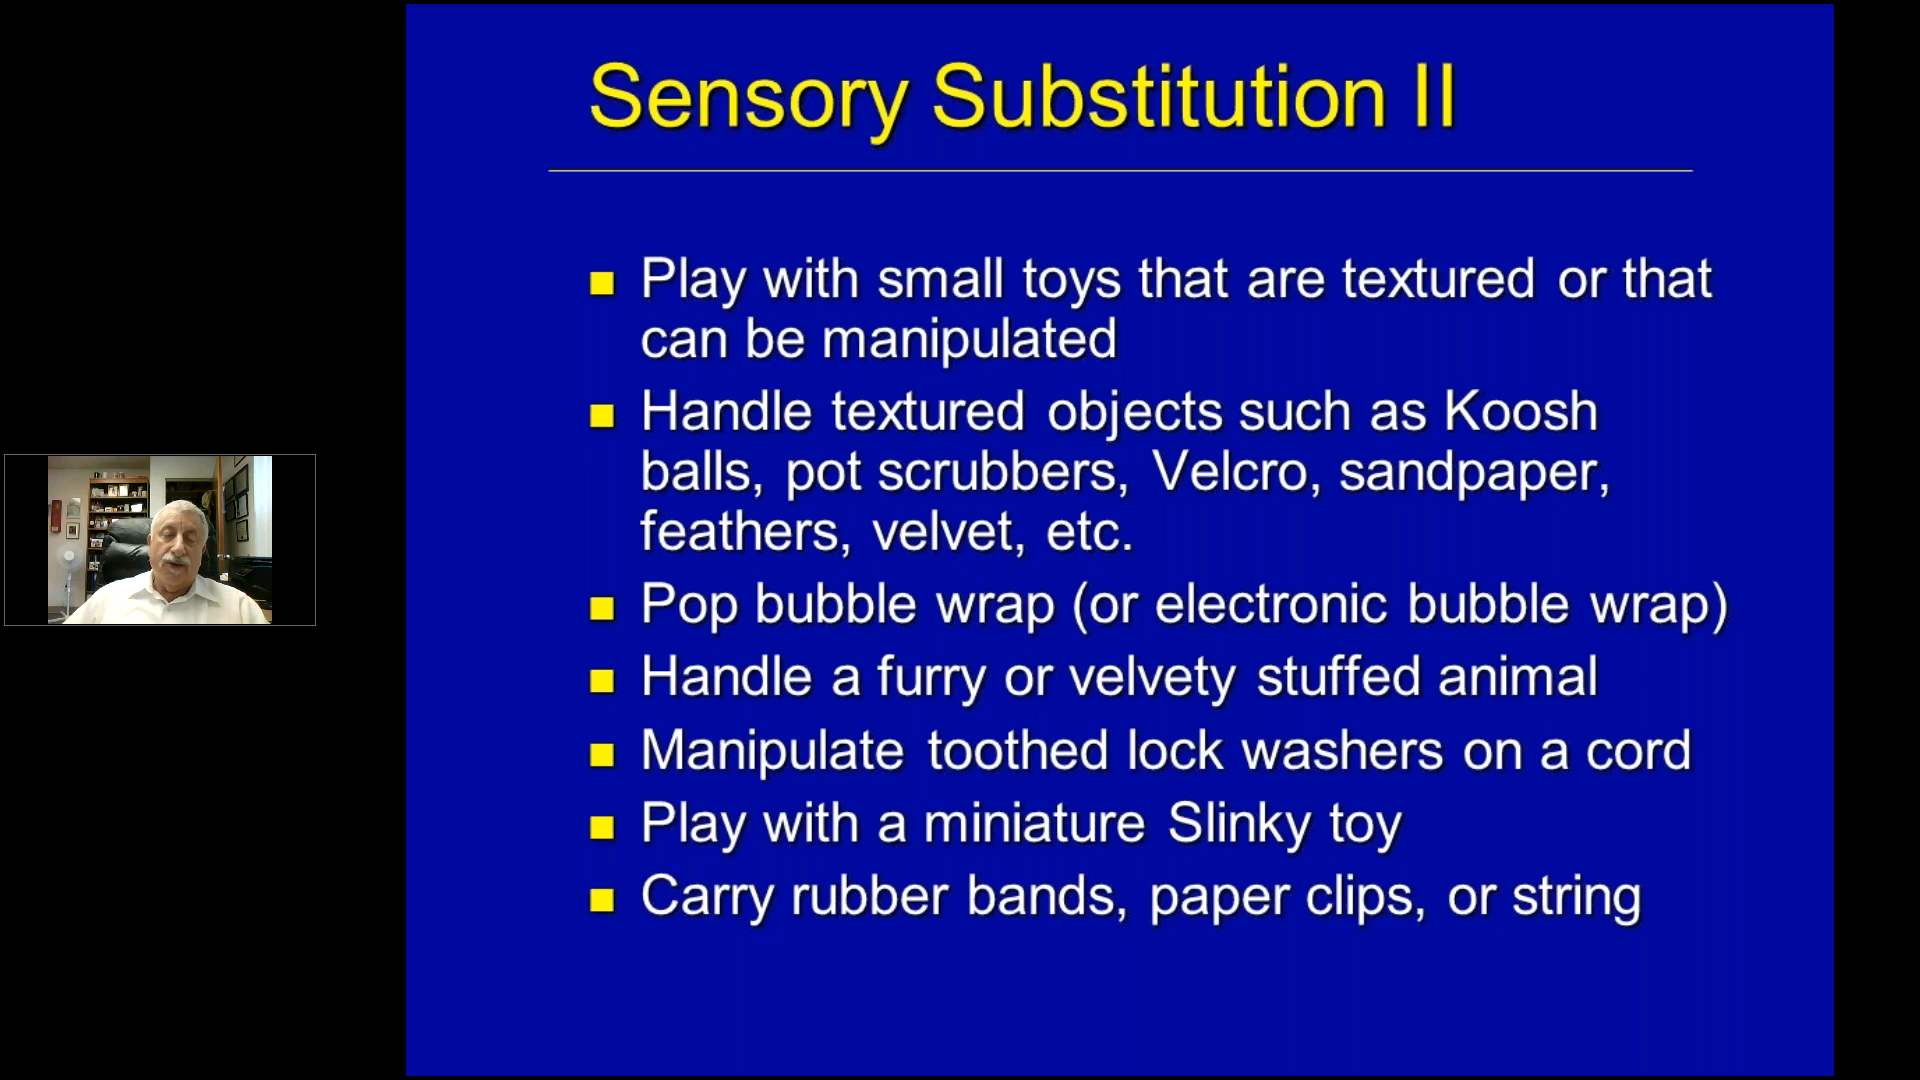 Sensory Substitution II
Play with small toys that are textured or that
can be manipulated
Handle textured objects such as Koosh
balls, pot scrubbers, Velcro, sandpaper,
feathers, velvet, etc.
Pop bubble wrap (or electronic bubble wrap)
Handle a furry or velvety stuffed animal
Manipulate toothed lock washers on a cord
Play with a miniature Slinky toy
Carry rubber bands, paper clips, or string